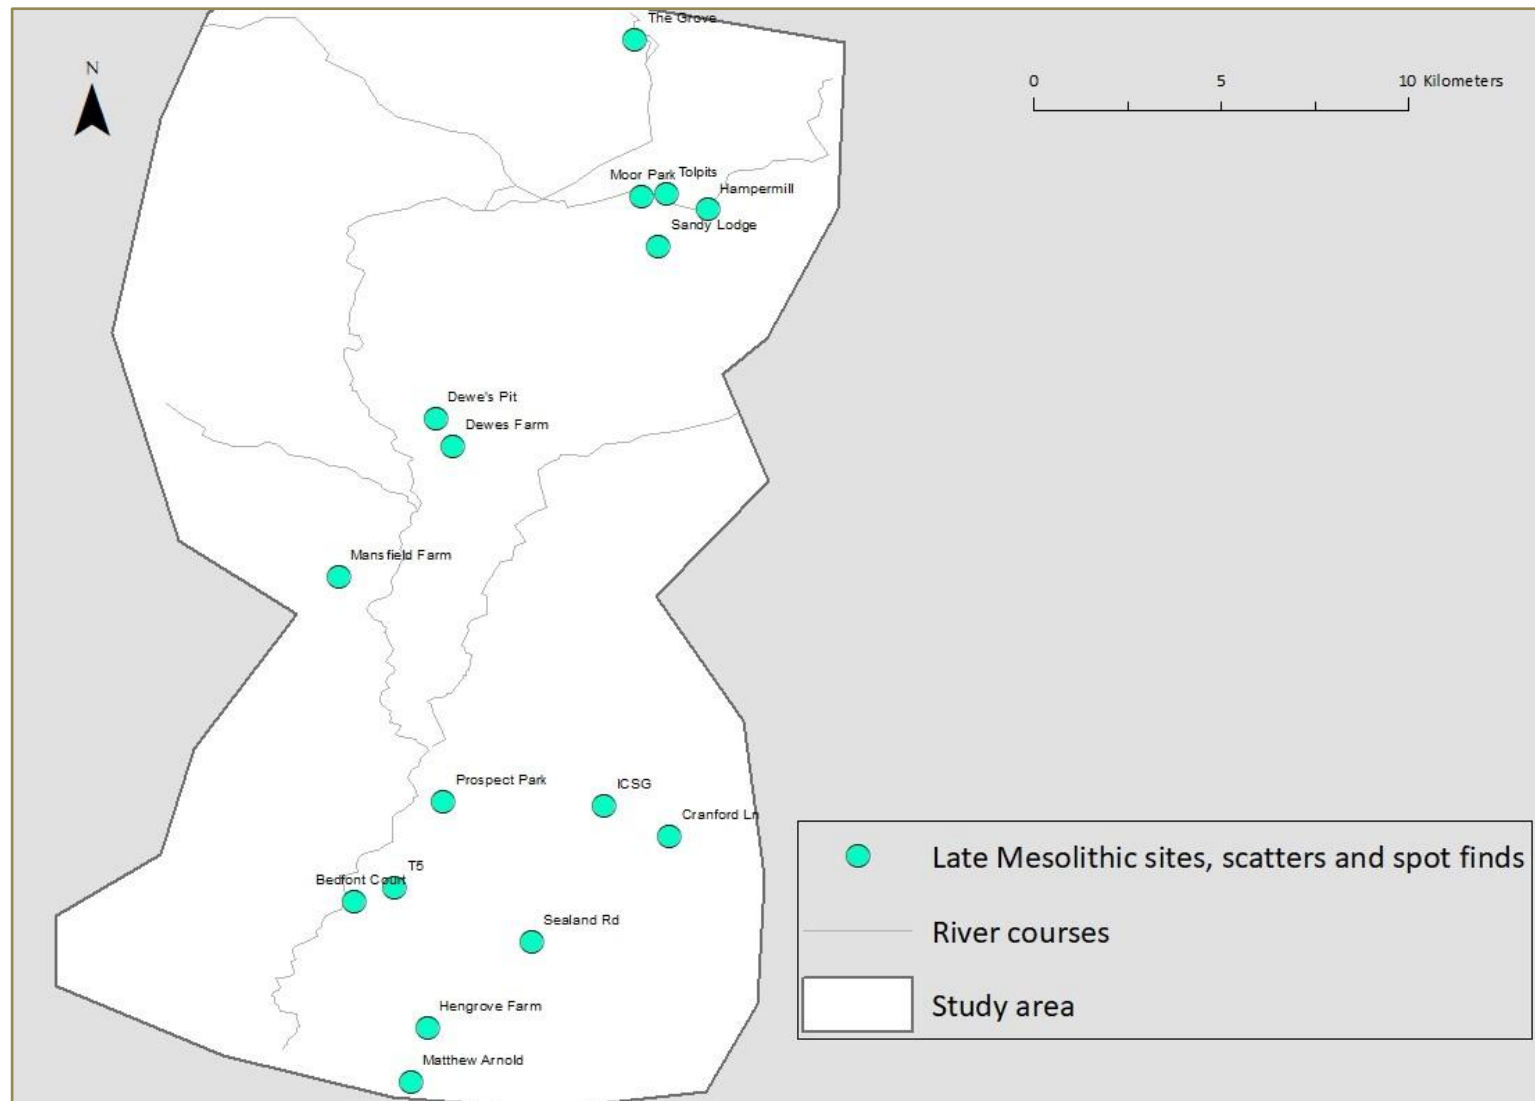 The Grove
N
0 5 10 Kilometers
Moor Park
Tolpits
Hampermill
Sandy Lodge
Dewe's Pit
Dewes Farm
Mansfield Farm
Prospect Park
ICSG
Cranford Ln
T5
Bedfont Court
Sealand Rd
Hengrove Farm
Matthew Arnold
Late Mesolithic sites, scatters and spot finds
River courses
Study area